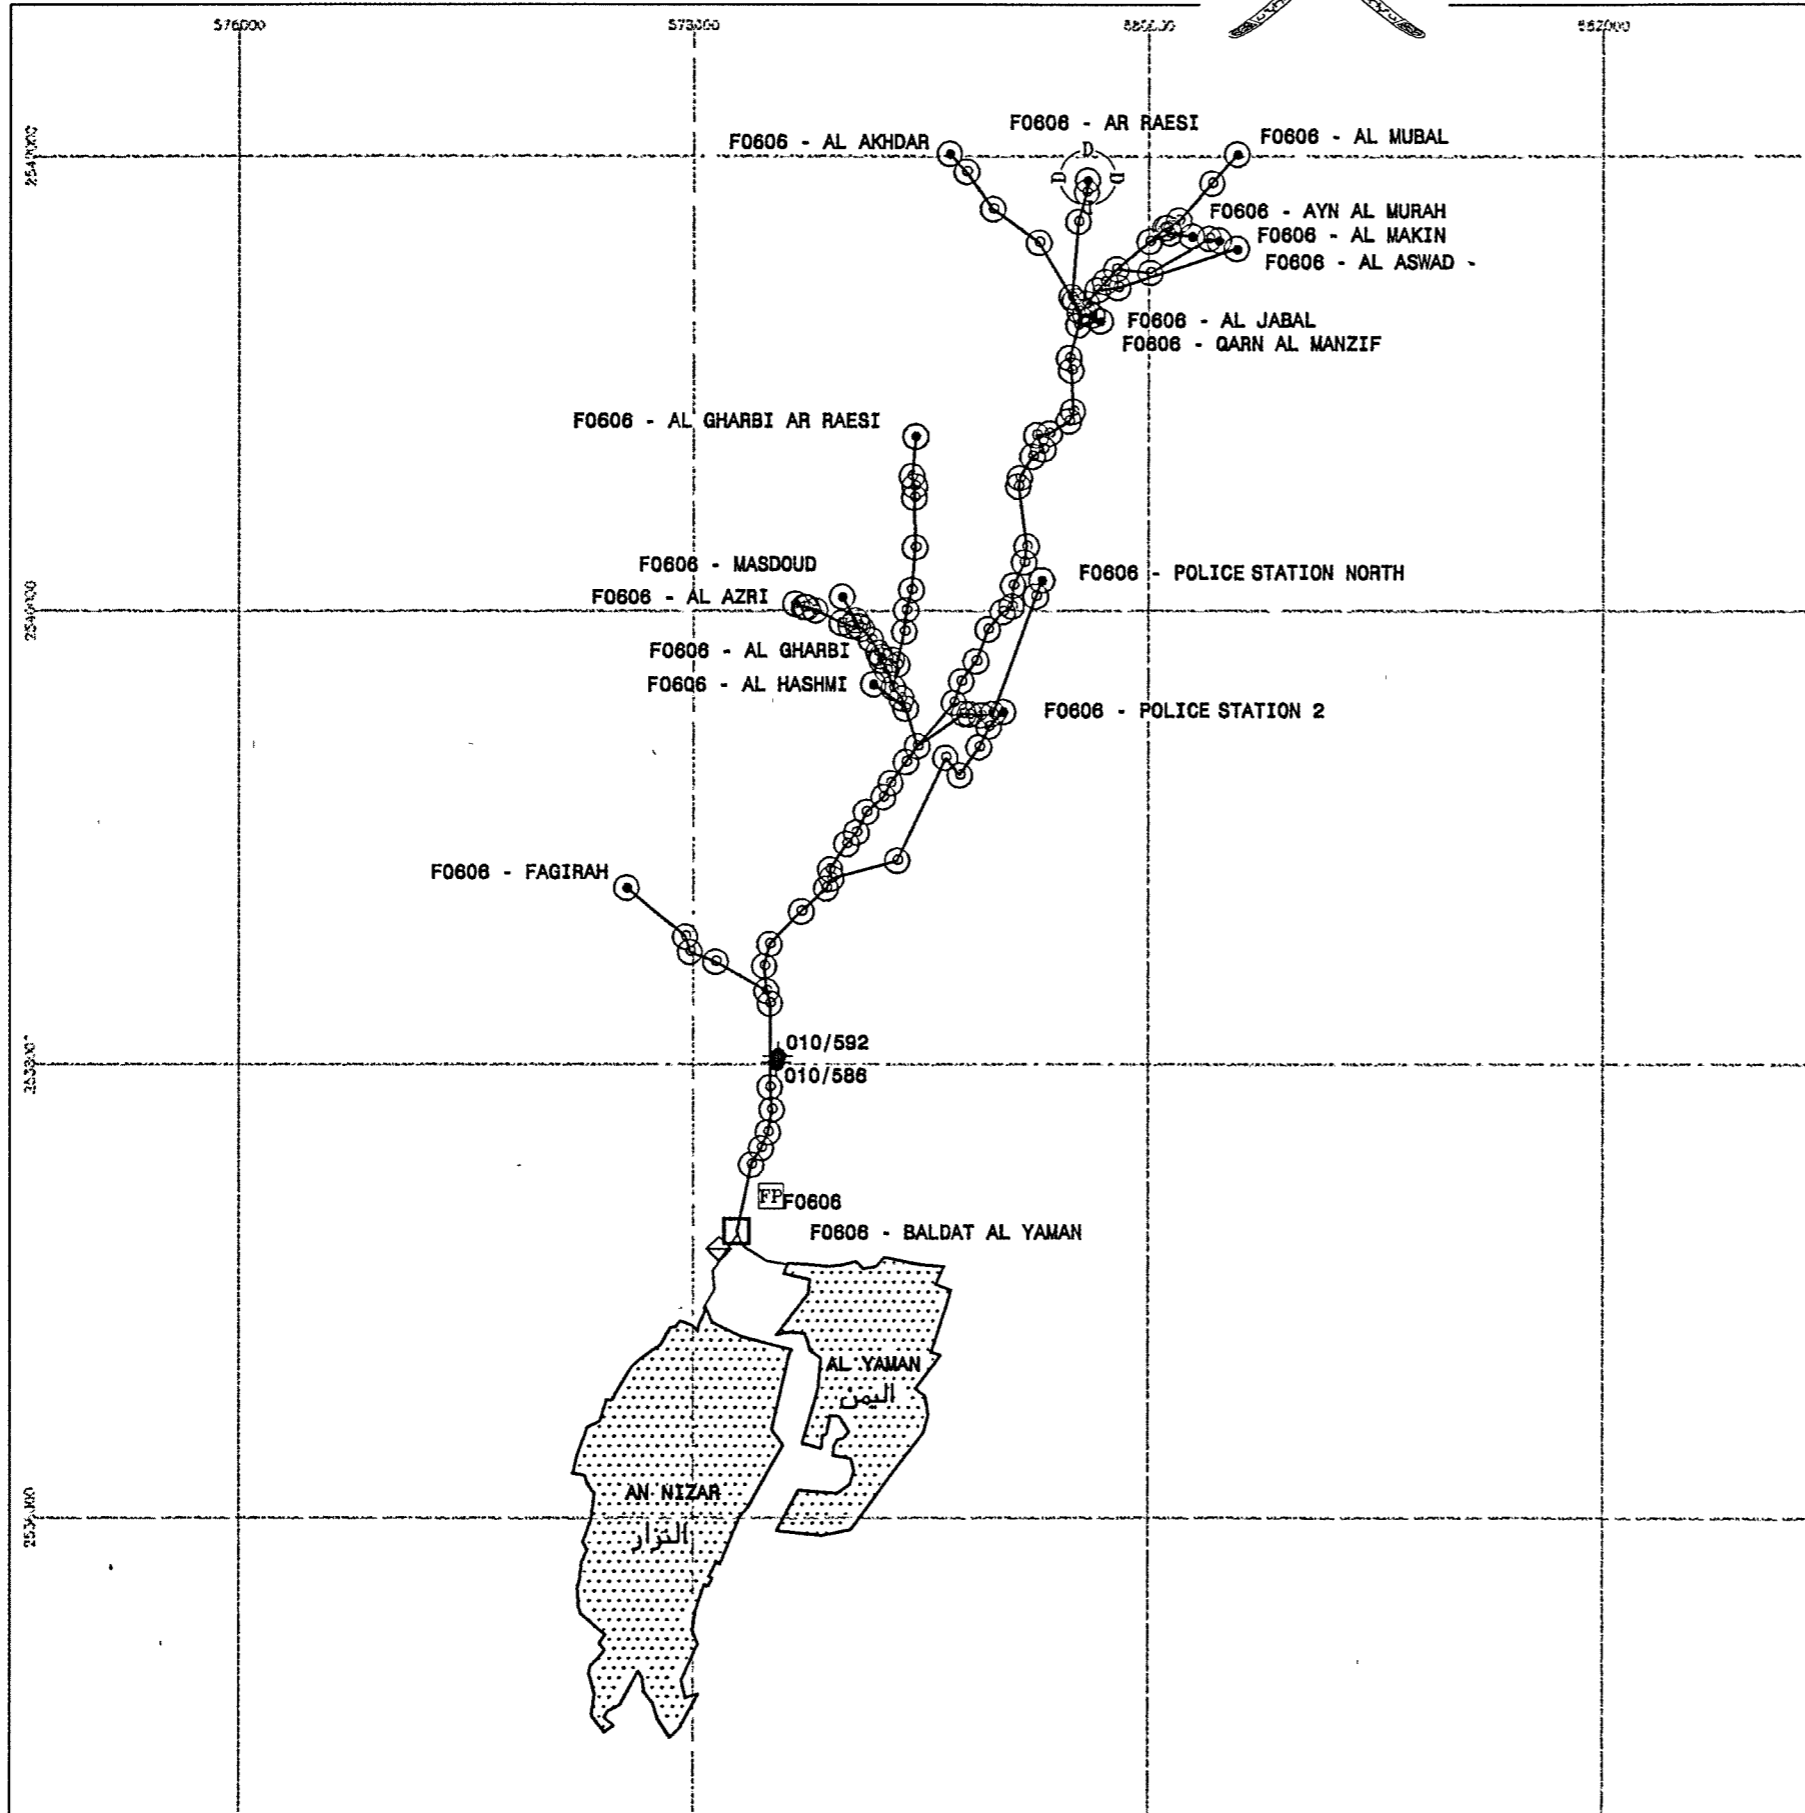 F0606 - AR RAESI
F0606 - AL AKHDAR
F0606 - AL MUBAL
D
D
D
F0606 - AYN AL MURAH
F0606 - AL MAKIN
F0606 - AL ASWAD
F0606 - AL JABAL
F0606 - QARN AL MANZIF
F0606 - AL GHARBI AR RAESI
F0606 - MASDOUD
F0606 - POLICE STATION NORTH
F0606 - AL AZRI
F0606 - AL GHARBI
F0606 - AL HASHMI
F0606 - POLICE STATION 2
F0606 - FAGIRAH
010/592
010/586
FP F0606
F0606 - BALDAT AL YAMAN
AL YAMAN
اليمن
AN NIZAR
النزار